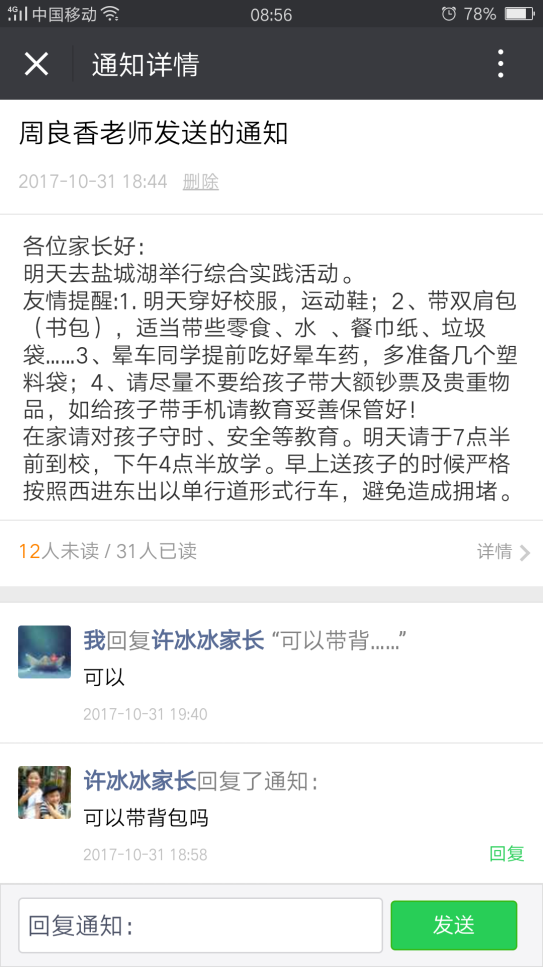 4G 中国移动 08:56 78%
通知详情
周良香老师发送的通知
2017-10-31 18:44 删除
各位家长好：
明天去盐城湖举行综合实践活动。
友情提醒:1. 明天穿好校服，运动鞋；2、带双肩包
（书包），适当带些零食、水 、餐巾纸、垃圾
袋……3、晕车同学提前吃好晕车药，多准备几个塑
料袋；4、请尽量不要给孩子带大额钞票及贵重物
品，如给孩子带手机请教育妥善保管好！
在家请对孩子守时、安全等教育。明天请于7点半
前到校，下午4点半放学。早上送孩子的时候严格
按照西进东出以单行道形式行车，避免造成拥堵。
12人未读 / 31人已读 详情
我回复许冰冰家长 “可以带背……”
可以
2017-10-31 19:40
许冰冰家长回复了通知：
可以带背包吗
2017-10-31 18:58 回复
回复通知： 发送